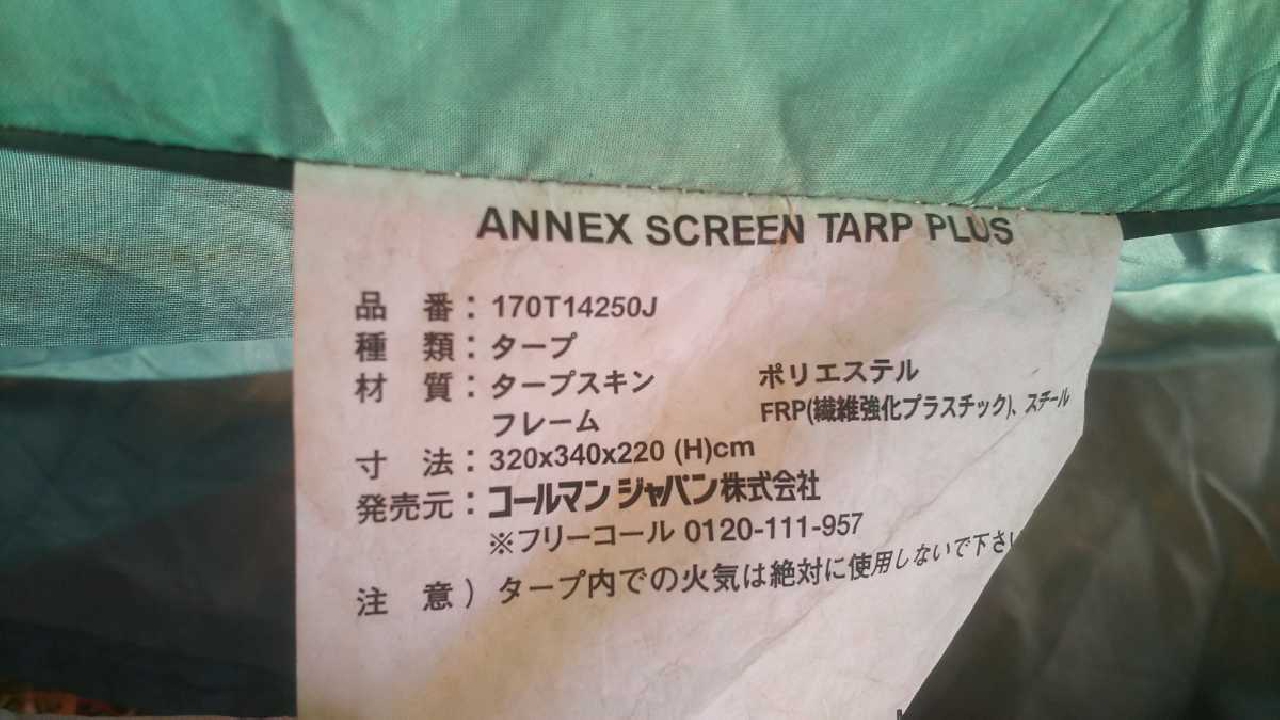 ANNEX SCREEN TARP PLUS
品　番：170T14250J
種　類：タープ
材　質：タープスキン　ポリエステル
フレーム　FRP(繊維強化プラスチック)、スチール
寸　法：320x340x220 (H)cm
発売元：コールマン ジャパン株式会社
※フリーコール 0120-111-957
注　意）タープ内での火気は絶対に使用しないで下さい